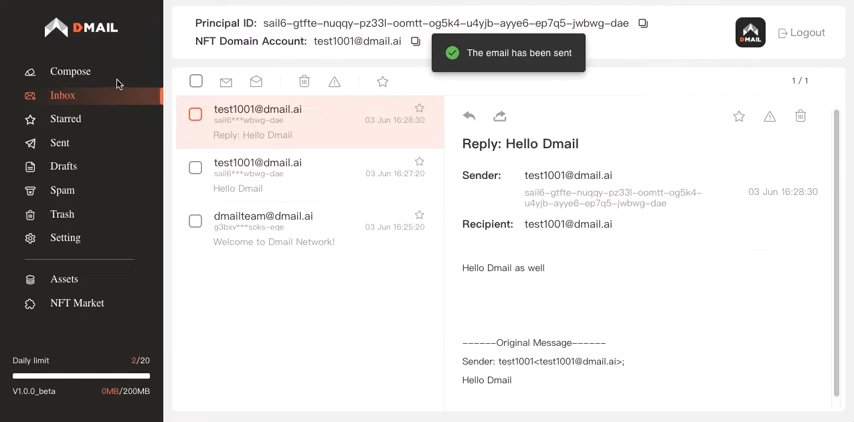 DMAIL
Compose
Inbox
Starred
Sent
Drafts
Spam
Trash
Setting
Assets
NFT Market
Daily limit 2/20
V1.0.0_beta 0MB/200MB
Principal ID: sail6-gtfte-nuqqy-pz33l-oomtt-og5k4-u4yjb-ayye6-ep7q5-jwbwg-dae
NFT Domain Account: test1001@dmail.ai
The email has been sent
DMAIL
Logout
1 / 1
test1001@dmail.ai
sail6***wbwg-dae 03 Jun 16:28:30
Reply: Hello Dmail
test1001@dmail.ai
sail6***wbwg-dae 03 Jun 16:27:20
Hello Dmail
dmailteam@dmail.ai
g3bxv***soks-eqe 03 Jun 16:25:20
Welcome to Dmail Network!
Reply: Hello Dmail
Sender: test1001@dmail.ai
sail6-gtfte-nuqqy-pz33l-oomtt-og5k4-
u4yjb-ayye6-ep7q5-jwbwg-dae
03 Jun 16:28:30
Recipient: test1001@dmail.ai
Hello Dmail as well
------Original Message------
Sender: test1001<test1001@dmail.ai>;
Hello Dmail